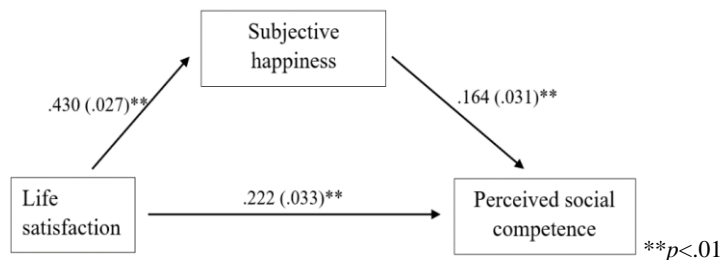 Subjective
happiness
.430 (.027)**
.164 (.031)**
Life
satisfaction
.222 (.033)**
Perceived social
competence
**p<.01